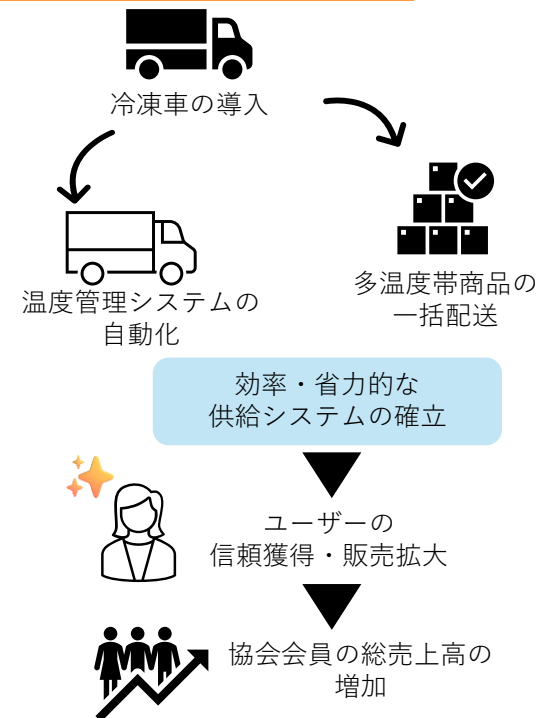 冷凍車の導入
温度管理システムの
自動化
多温度帯商品の
一括配送
効率・省力的な
供給システムの確立
ユーザーの
信頼獲得・販売拡大
協会会員の総売上高の
増加